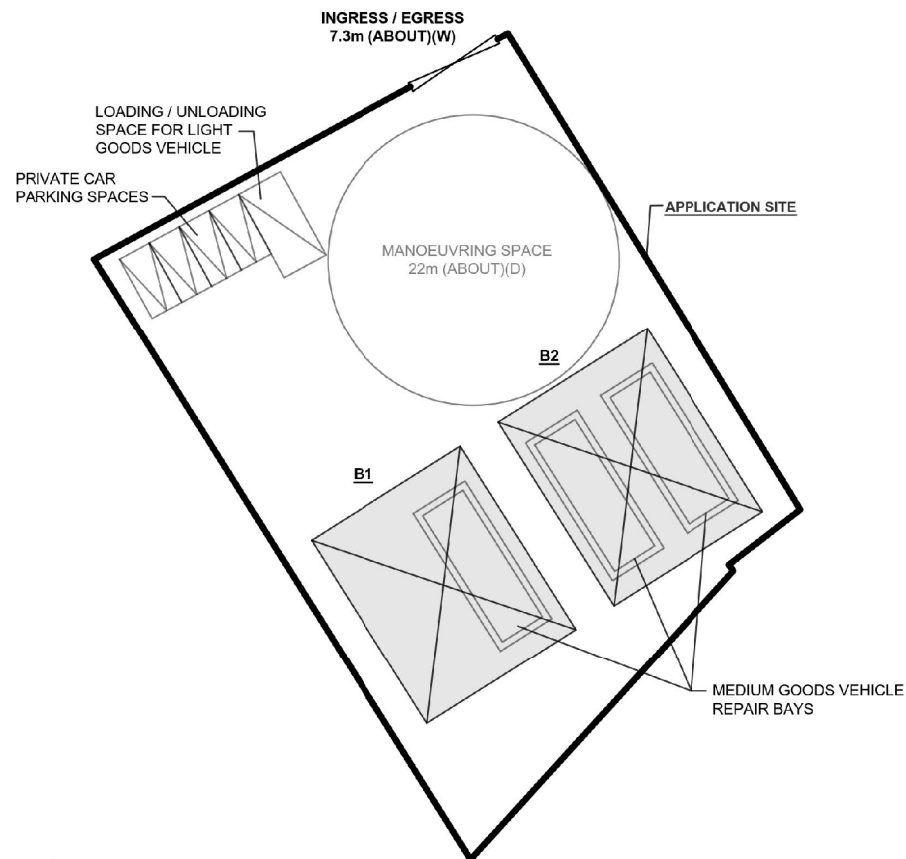 INGRESS / EGRESS
7.3m (ABOUT)(W)
LOADING / UNLOADING
SPACE FOR LIGHT
GOODS VEHICLE
PRIVATE CAR
PARKING SPACES
APPLICATION SITE
MANOEUVRING SPACE
22m (ABOUT)(D)
B2
B1
MEDIUM GOODS VEHICLE
REPAIR BAYS